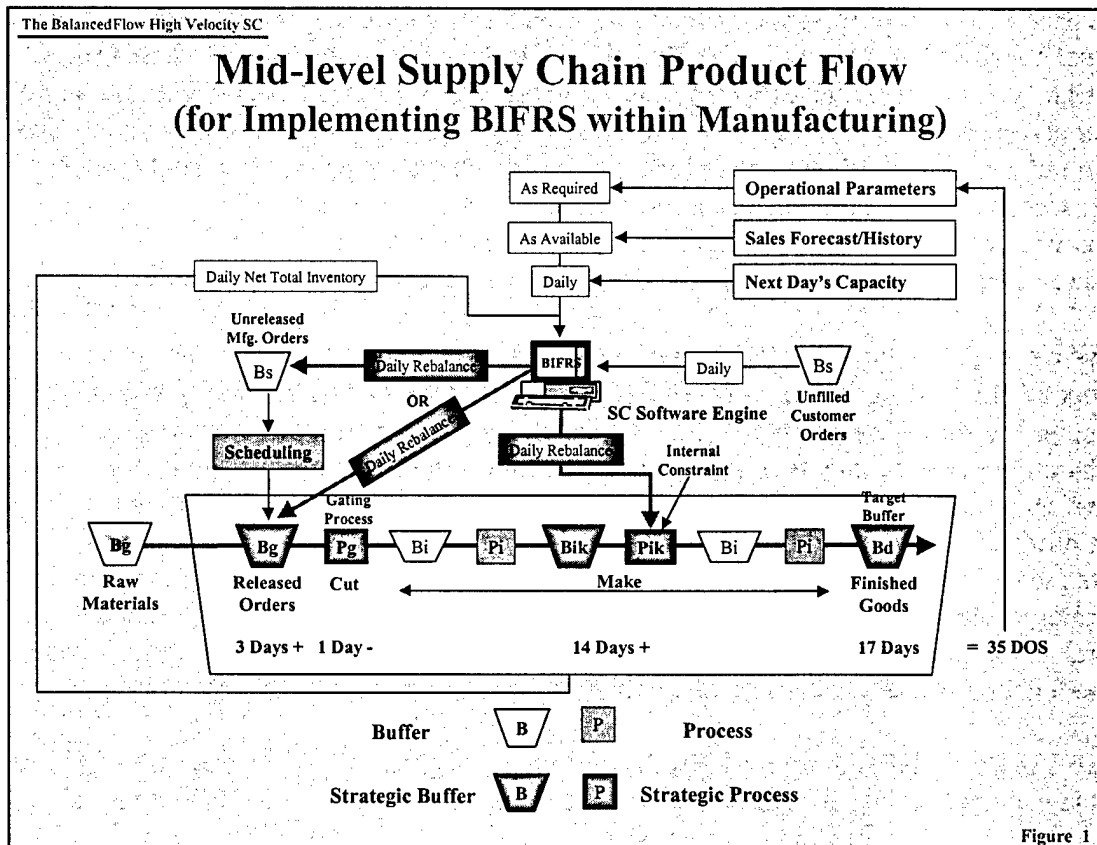 The BalancedFlow High Velocity SC
Mid-level Supply Chain Product Flow
(for Implementing BIFRS within Manufacturing)
As Required
Operational Parameters
As Available
Sales Forecast/History
Daily Net Total Inventory
Daily
Next Day's Capacity
Unreleased
Mfg. Orders
Bs
Daily Rebalance
BIFRS
Daily
Bs
OR
SC Software Engine
Unfilled
Customer
Orders
Daily Rebalance
Scheduling
Daily Rebalance
Internal
Constraint
Gating
Process
Target
Buffer
Bg
Bg
Pg
Bi
Pi
Bik
Pik
Bi
Pi
Bd
Raw
Materials
Released
Orders
Cut
Make
Finished
Goods
3 Days + 1 Day -
14 Days +
17 Days
= 35 DOS
Buffer
B
P
Process
Strategic Buffer
B
P
Strategic Process
Figure 1